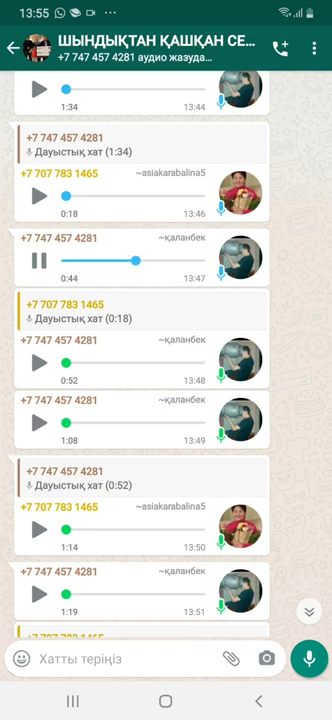 13:55
ШЫНДЫҚТАН ҚАШҚАН СЕ...
+7 747 457 4281 аудио жазуда...
1:34 13:44
+7 747 457 4281
Дауыстық хат (1:34)
+7 707 783 1465 ~asiakarabalina5
0:18 13:46
+7 747 457 4281 ~қаланбек
0:44 13:47
+7 707 783 1465
Дауыстық хат (0:18)
+7 747 457 4281 ~қаланбек
0:52 13:48
+7 747 457 4281 ~қаланбек
1:08 13:49
+7 747 457 4281
Дауыстық хат (0:52)
+7 707 783 1465 ~asiakarabalina5
1:14 13:50
+7 747 457 4281 ~қаланбек
1:19 13:51
Хатты теріңіз